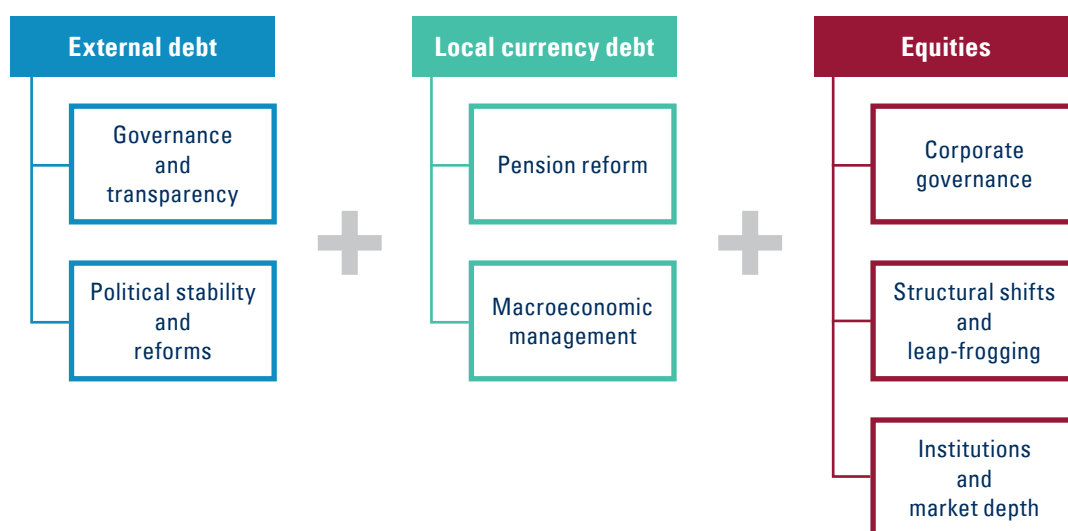 External debt
Governance
and
transparency
Political stability
and
reforms
Local currency debt
Pension reform
Macroeconomic
management
Equities
Corporate
governance
Structural shifts
and
leap-frogging
Institutions
and
market depth